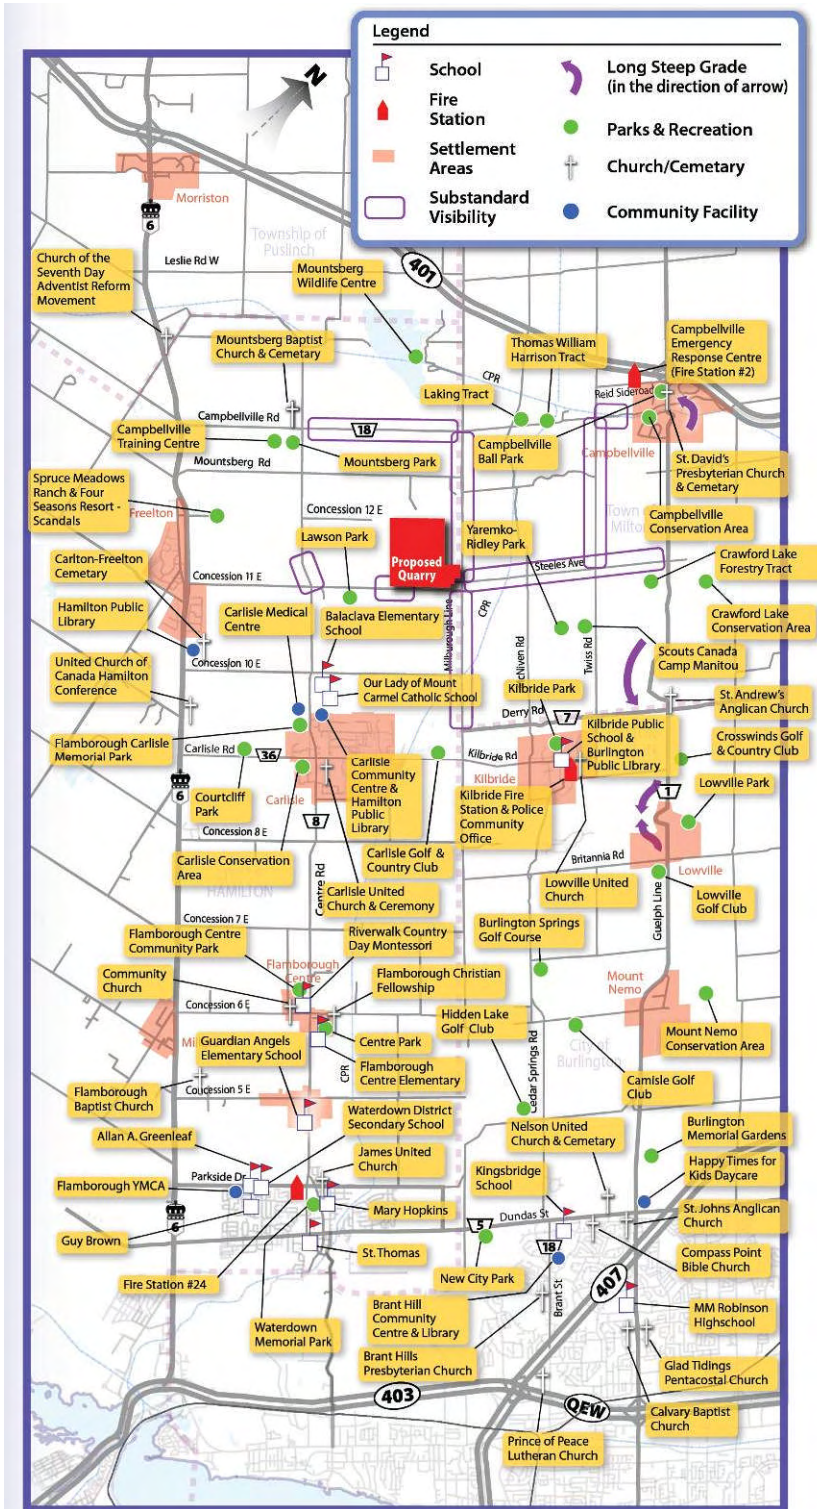 Legend
School
Fire
Station
Settlement
Areas
Substandard
Visibility
Long Steep Grade
(in the direction of arrow)
Parks & Recreation
Church/Cemetary
Community Facility
N
Morriston
6
Township of
Puslinch
Leslie Rd W
401
Church of the
Seventh Day
Adventist Reform
Movement
Mountsberg
Wildlife Centre
Mountsberg Baptist
Church & Cemetary
CPR
Thomas William
Harrison Tract
Campbellville
Emergency
Response Centre
(Fire Station #2)
Laking Tract
Reid Sideroad
Campbellville Rd
18
Campbellville
Training Centre
Mountsberg Park
Campbellville
Ball Park
Campbellville
St. David's
Presbyterian Church
& Cemetary
Mountsberg Rd
Spruce Meadows
Ranch & Four
Seasons Resort -
Scandals
Freelton
Concession 12 E
Town of
Milton
Campbellville
Conservation Area
Lawson Park
Yaremko-
Ridley Park
Proposed
Quarry
Steeles Ave
Crawford Lake
Forestry Tract
Carlton-Freelton
Cemetary
Concession 11 E
Crawford Lake
Conservation Area
Hamilton Public
Library
Carlisle Medical
Centre
Balaclava Elementary
School
Milburough Line
CPR
McNiven Rd
Twiss Rd
Scouts Canada
Camp Manitou
United Church of
Canada Hamilton
Conference
Concession 10 E
Our Lady of Mount
Carmel Catholic School
Kilbride Park
St. Andrew's
Anglican Church
Derry Rd
7
Kilbride Public
School &
Burlington
Public Library
Crosswinds Golf
& Country Club
Flamborough Carlisle
Memorial Park
Carlisle Rd
36
Kilbride Rd
Kilbride
6
Courtcliff
Park
Carlisle
Carlisle
Community
Centre &
Hamilton
Public
Library
Kilbride Fire
Station & Police
Community
Office
1
Lowville Park
8
Concession 8 E
Carlisle Conservation
Area
Carlisle Golf &
Country Club
Britannia Rd
Lowville
Lowville United
Church
Lowville
Golf Club
HAMILTON
Centre Rd
Carlisle United
Church & Ceremony
Guelph Line
Concession 7 E
Flamborough Centre
Community Park
Riverwalk Country
Day Montessori
Burlington Springs
Golf Course
Flamborough
Centre
Community
Church
Flamborough Christian
Fellowship
Mount
Nemo
Concession 6 E
Hidden Lake
Golf Club
Mount Nemo
Conservation Area
Guardian Angels
Elementary School
Centre Park
City of
Burlington
Flamborough
Centre Elementary
CPR
Cedar Springs Rd
Camisle Golf
Club
Flamborough
Baptist Church
Concession 5 E
Waterdown District
Secondary School
Nelson United
Church & Cemetary
Burlington
Memorial Gardens
Allan A. Greenleaf
James United
Church
Kingsbridge
School
Happy Times for
Kids Daycare
Parkside Dr
Flamborough YMCA
Mary Hopkins
Dundas St
5
St. Johns Anglican
Church
6
Guy Brown
St. Thomas
18
Compass Point
Bible Church
Fire Station #24
New City Park
407
Brant Hill
Community
Centre & Library
Brant St
MM Robinson
Highschool
Waterdown
Memorial Park
Brant Hills
Presbyterian Church
Glad Tidings
Pentacostal Church
403
QEW
Calvary Baptist
Church
Prince of Peace
Lutheran Church